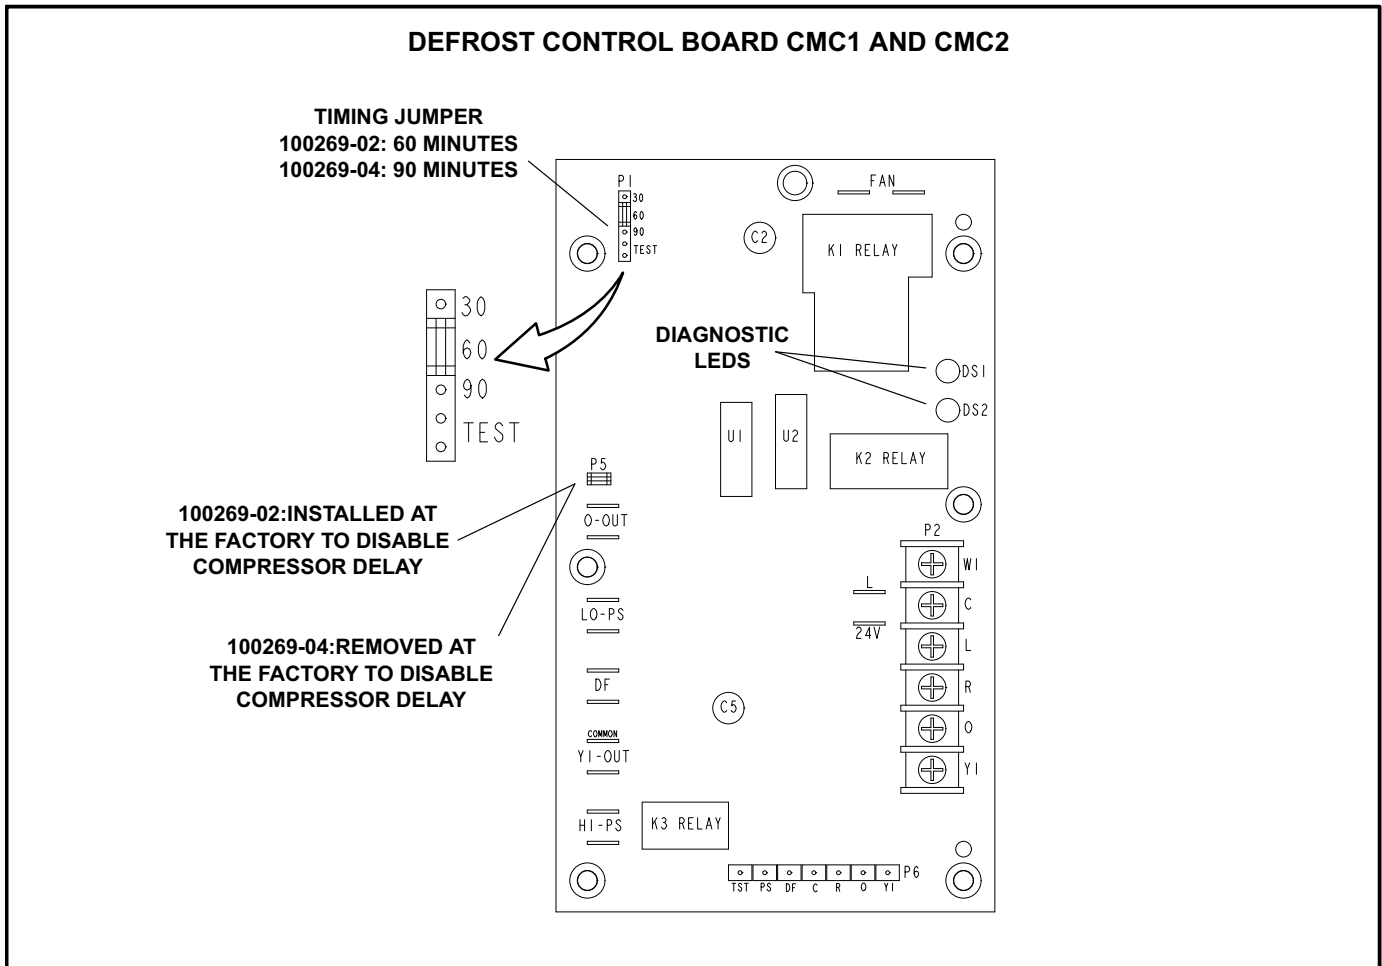 DEFROST CONTROL BOARD CMC1 AND CMC2
TIMING JUMPER
100269-02: 60 MINUTES
100269-04: 90 MINUTES
P1
30
60
90
TEST
FAN
C2
K1 RELAY
30
60
90
TEST
DIAGNOSTIC
LEDS
DS1
DS2
U1
U2
K2 RELAY
P5
100269-02:INSTALLED AT
THE FACTORY TO DISABLE
COMPRESSOR DELAY
O-OUT
P2
W1
C
L
R
O
Y1
L
24V
LO-PS
100269-04:REMOVED AT
THE FACTORY TO DISABLE
COMPRESSOR DELAY
DF
C5
COMMON
Y1-OUT
HI-PS
K3 RELAY
P6
TST PS DF C R O Y1